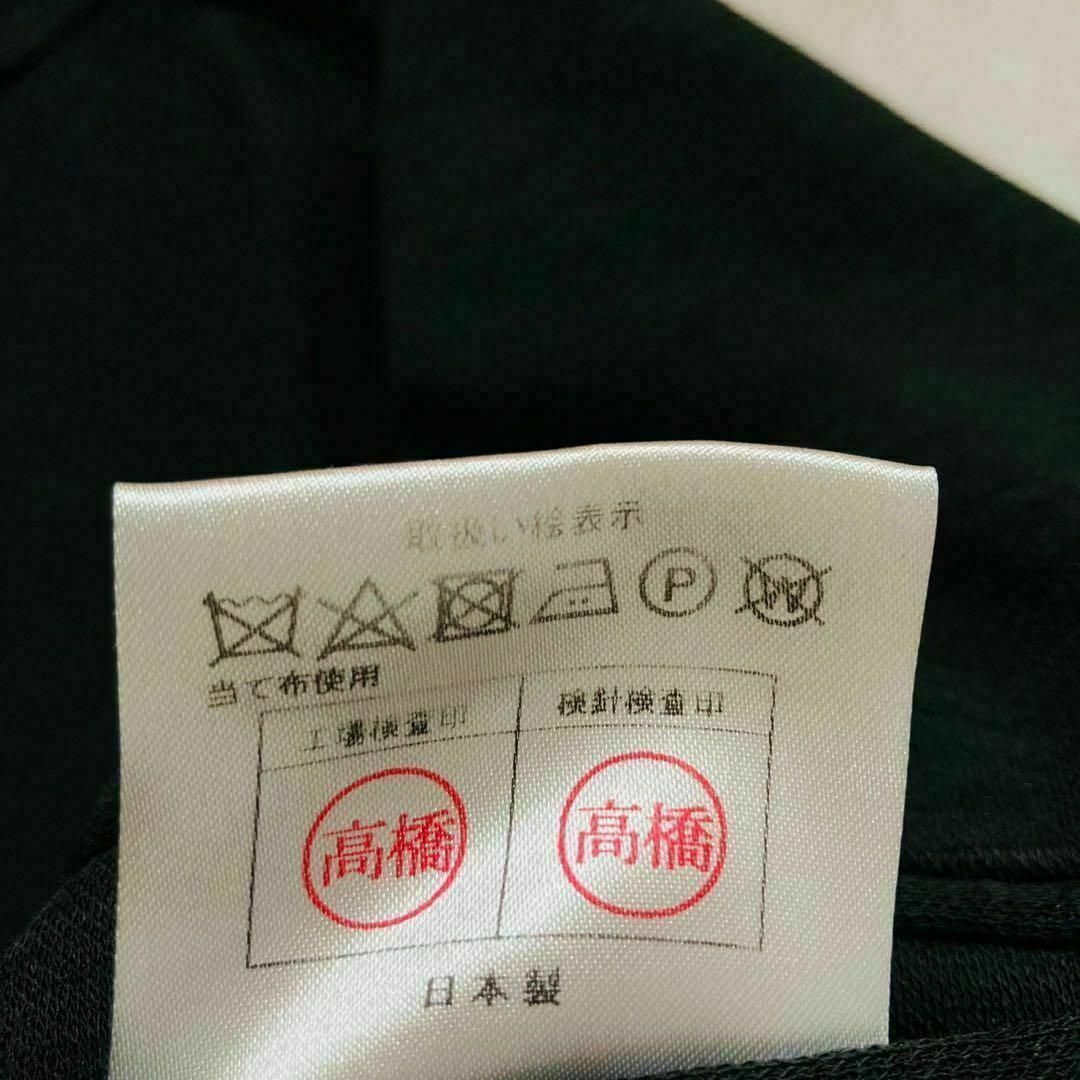 取扱い絵表示
P W
当て布使用
工場検査印 検針検査印
高橋 高橋
日本製